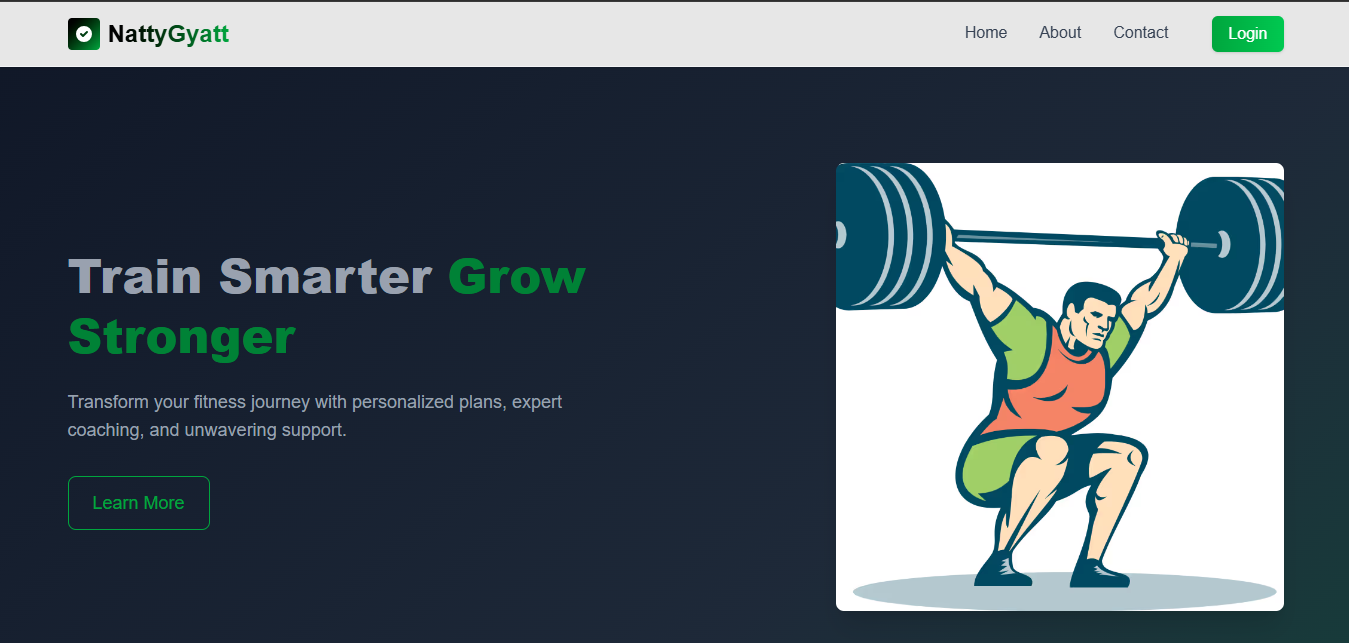 NattyGyatt
Home About Contact Login
Train Smarter Grow
Stronger
Transform your fitness journey with personalized plans, expert
coaching, and unwavering support.
Learn More